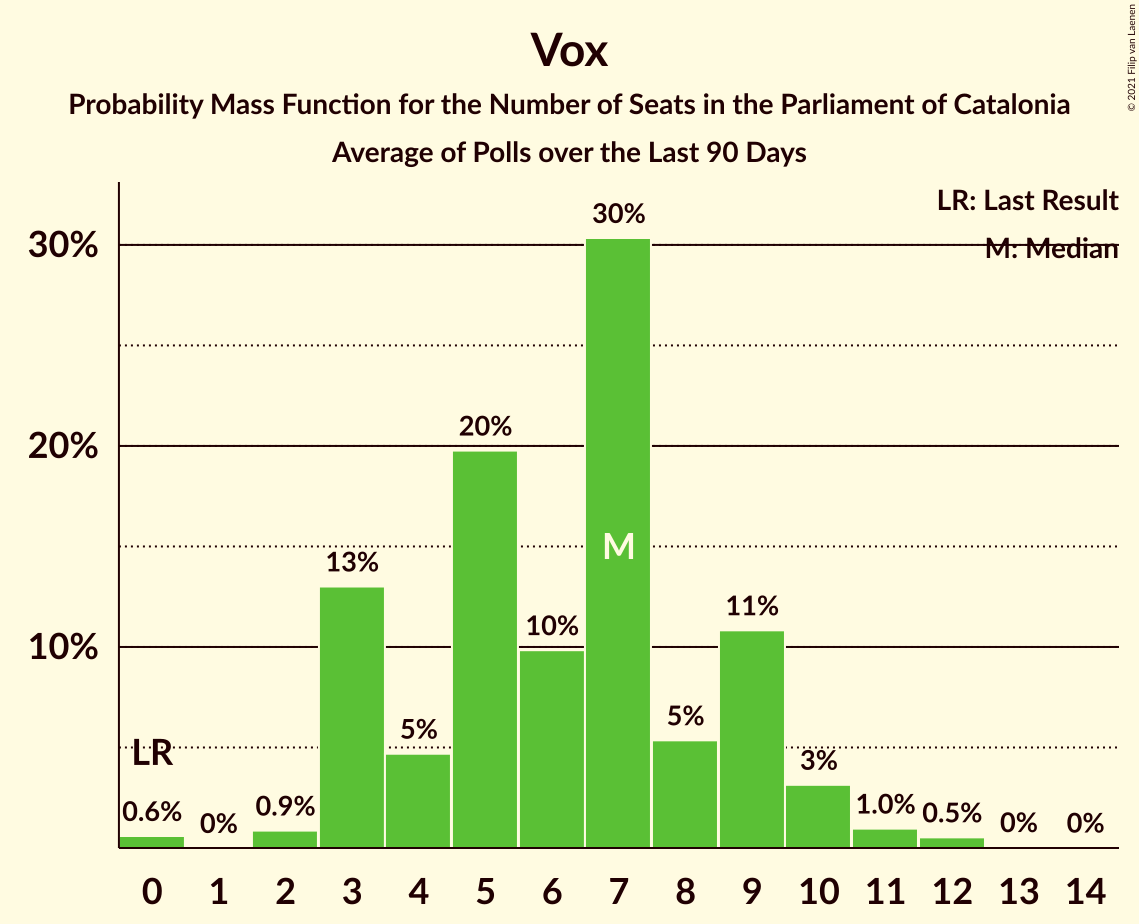 Vox
Probability Mass Function for the Number of Seats in the Parliament of Catalonia
Average of Polls over the Last 90 Days
© 2021 Filip van Laenen
LR: Last Result
M: Median
30%
20%
10%
LR
0.6%
0%
0.9%
13%
5%
20%
10%
30%
M
5%
11%
3%
1.0%
0.5%
0%
0%
0 1 2 3 4 5 6 7 8 9 10 11 12 13 14